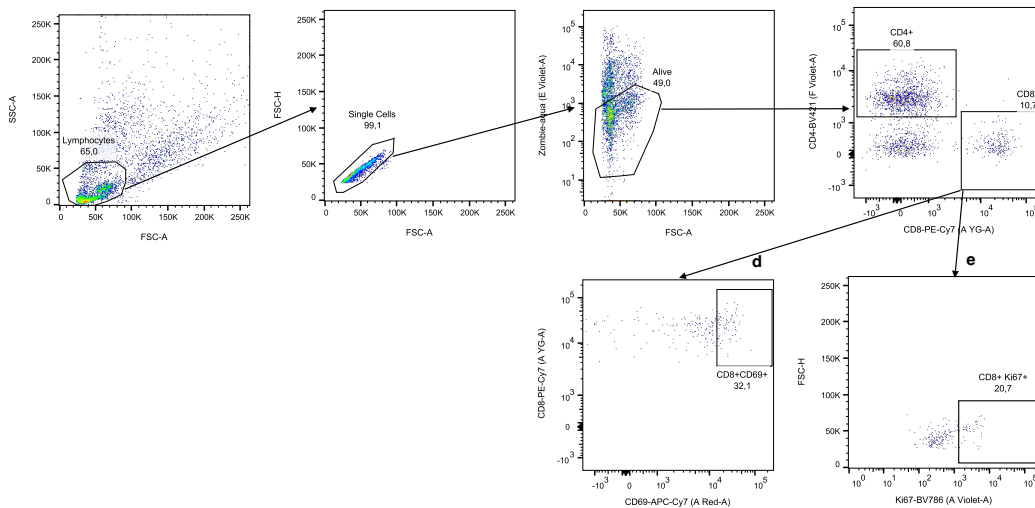 250K
200K
150K
100K
50K
0
SSC-A
Lymphocytes
65,0
0 50K 100K 150K 200K 250K
FSC-A
250K
200K
150K
100K
50K
0
FSC-H
Single Cells
99,1
0 50K 100K 150K 200K 250K
FSC-A
10^5
10^4
10^3
10^2
10^1
Zombie-aqua (E Violet-A)
Alive
49,0
0 50K 100K 150K 200K 250K
FSC-A
10^5
10^4
10^3
0
-10^3
CD4-BV421 (F Violet-A)
CD4+
60,8
CD8
10,7
-10^3 0 10^3 10^4 10^5
CD8-PE-Cy7 (A YG-A)
d
10^5
10^4
10^3
0
-10^3
CD8-PE-Cy7 (A YG-A)
CD8+CD69+
32,1
-10^3 0 10^3 10^4 10^5
CD69-APC-Cy7 (A Red-A)
e
250K
200K
150K
100K
50K
0
FSC-H
CD8+ Ki67+
20,7
10^0 10^1 10^2 10^3 10^4 10^5
Ki67-BV786 (A Violet-A)